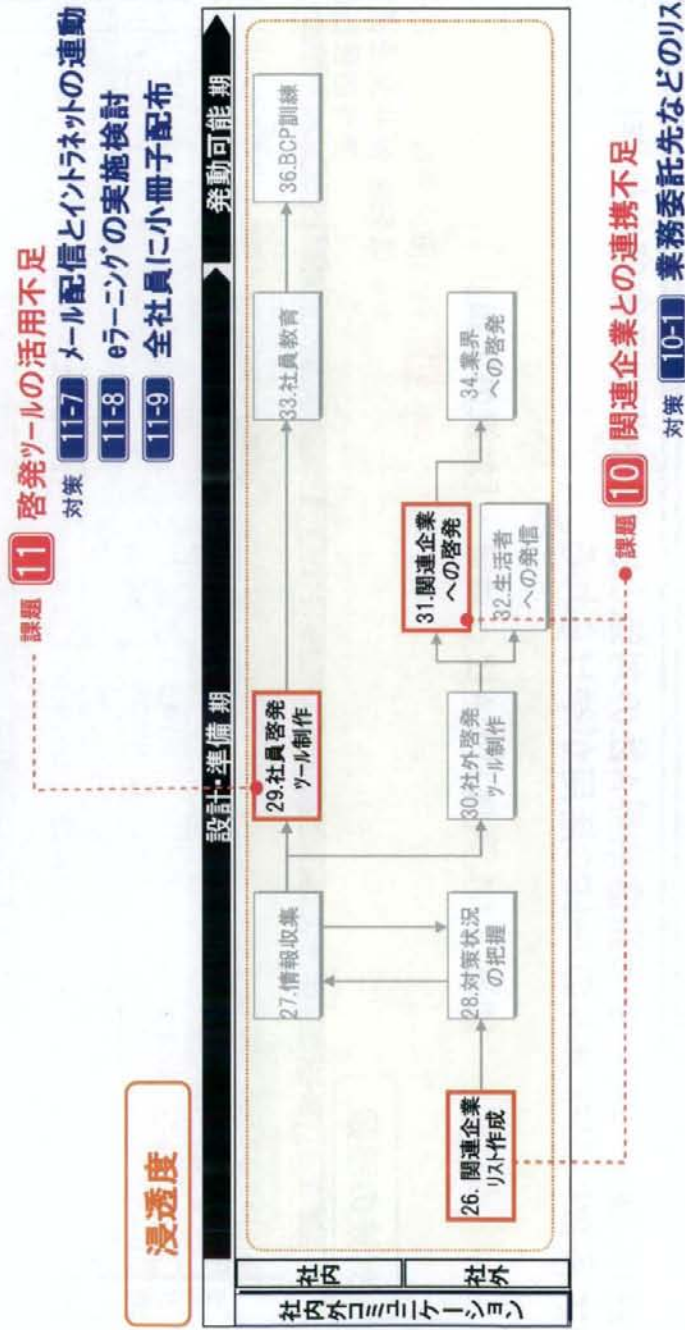 浸透度
課題 11 啓発ツールの活用不足
対策 11-7 メール配信とイントラネットの連動
11-8 eラーニングの実施検討
11-9 全社員に小冊子配布
設計・準備 期
発動可能 期
社内外コミュニケーション
社内
社外
27.情報収集
29.社員啓発
ツール制作
33.社員教育
36.BCP訓練
26. 関連企業
リスト作成
28.対策状況
の把握
30.社外啓発
ツール制作
31.関連企業
への啓発
32.生活者
への発信
34.業界
への啓発
課題 10 関連企業との連携不足
対策 10-1 業務委託先などのリス